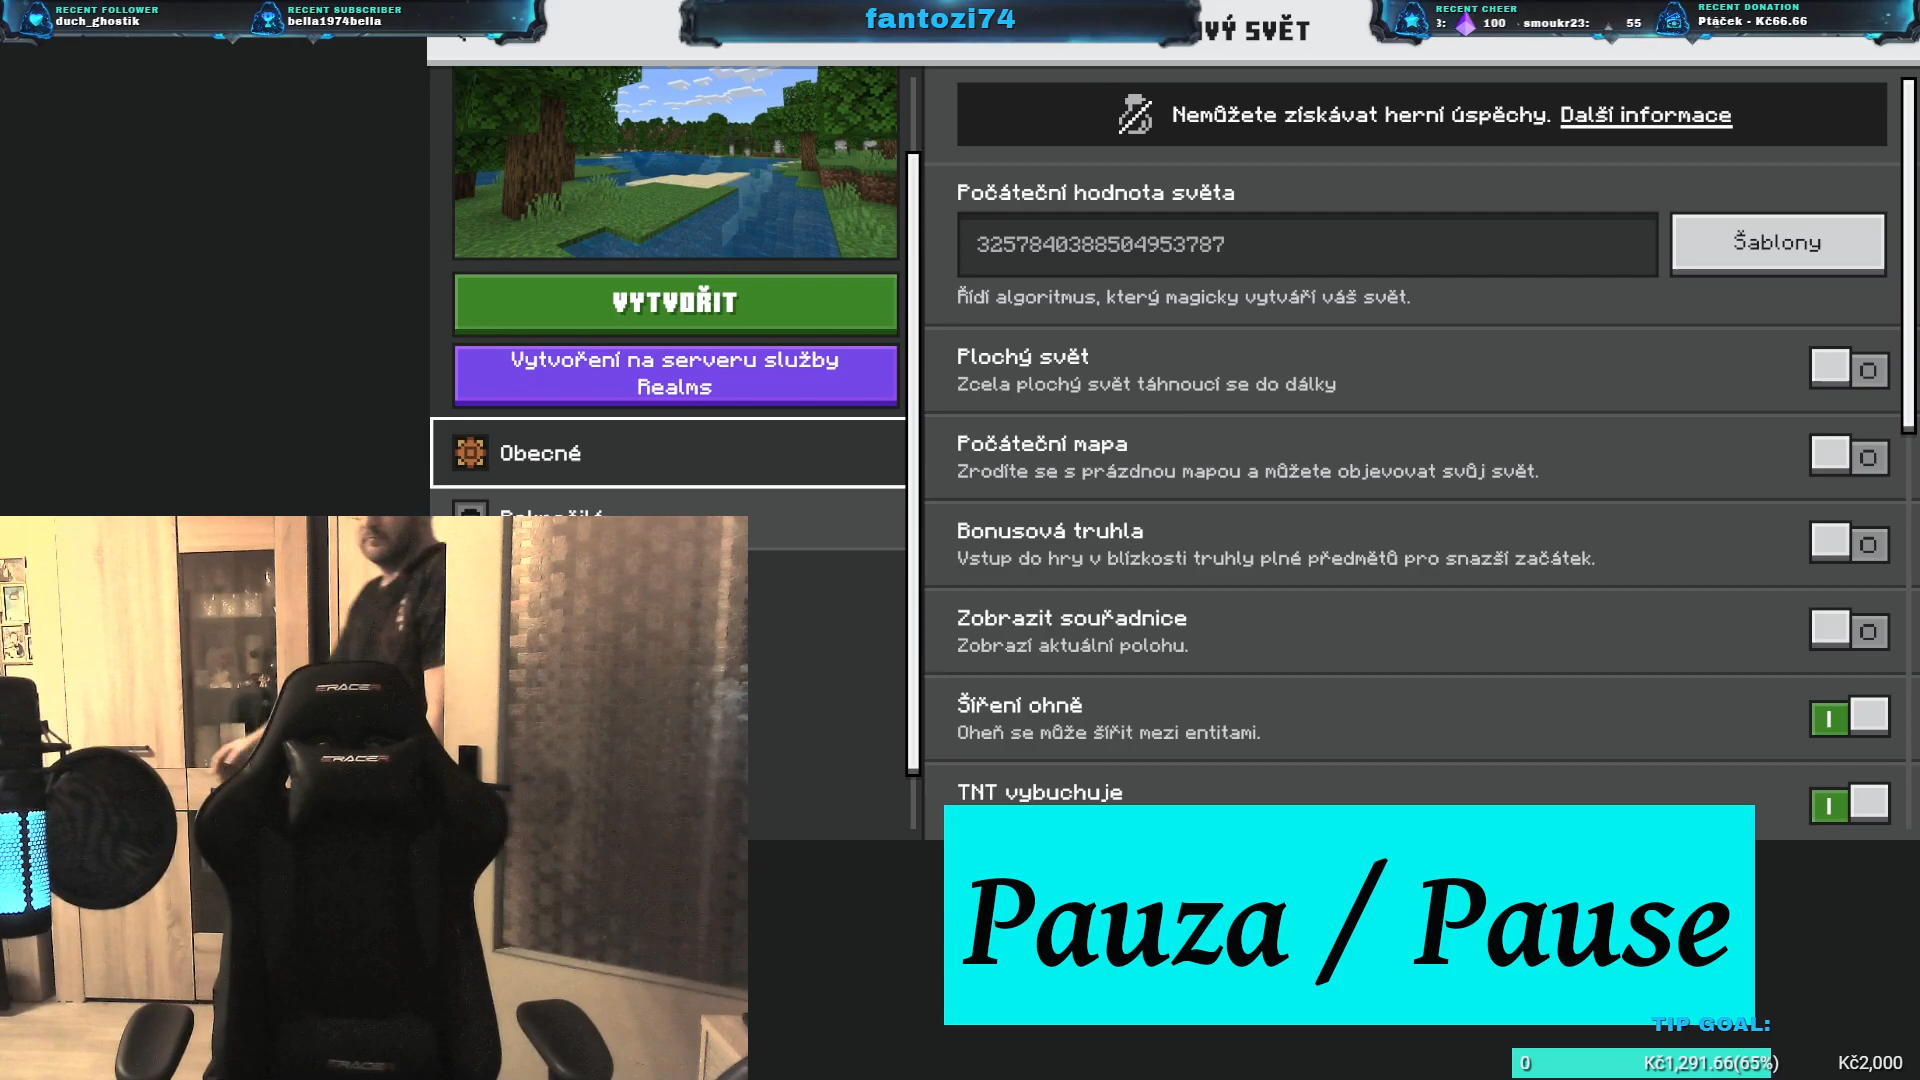 RECENT FOLLOWER
duch_ghostik
RECENT SUBSCRIBER
bella1974bella
fantozi74
VÝ SVĚT
RECENT CHEER
3: 100 smoukr23: 55
RECENT DONATION
Ptáček - Kč66.66
Nemůžete získávat herní úspěchy. Další informace
Počáteční hodnota světa
3257840388504953787
Šablony
Řídí algoritmus, který magicky vytváří váš svět.
VYTVOŘIT
Vytvoření na serveru služby
Realms
Obecné
Plochý svět
Zcela plochý svět táhnoucí se do dálky
Počáteční mapa
Zrodíte se s prázdnou mapou a můžete objevovat svůj svět.
Bonusová truhla
Vstup do hry v blízkosti truhly plné předmětů pro snazší začátek.
Zobrazit souřadnice
Zobrazí aktuální polohu.
Šíření ohně
Oheň se může šířit mezi entitami.
TNT vybuchuje
ERACER
ERACER
ERACER
Pauza / Pause
TIP GOAL:
0
Kč1,291.66(65%)
Kč2,000